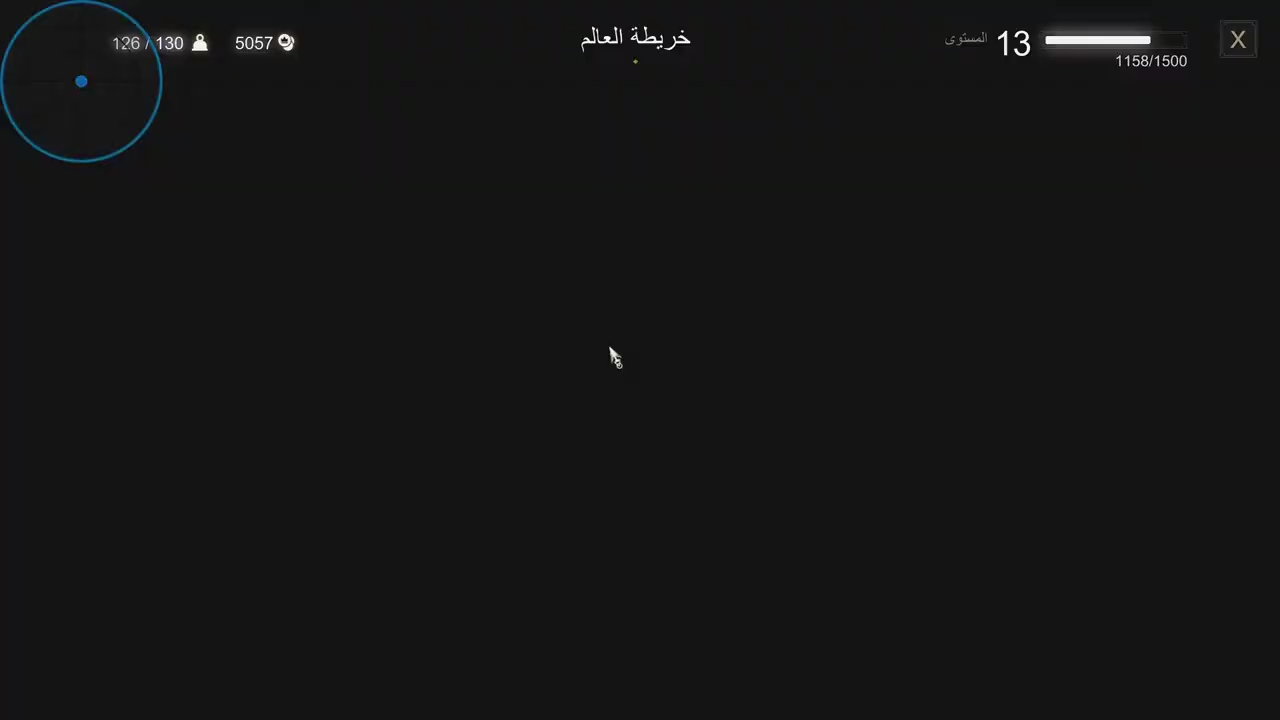 126 / 130
5057
خريطة العالم
المستوى 13
1158/1500
X